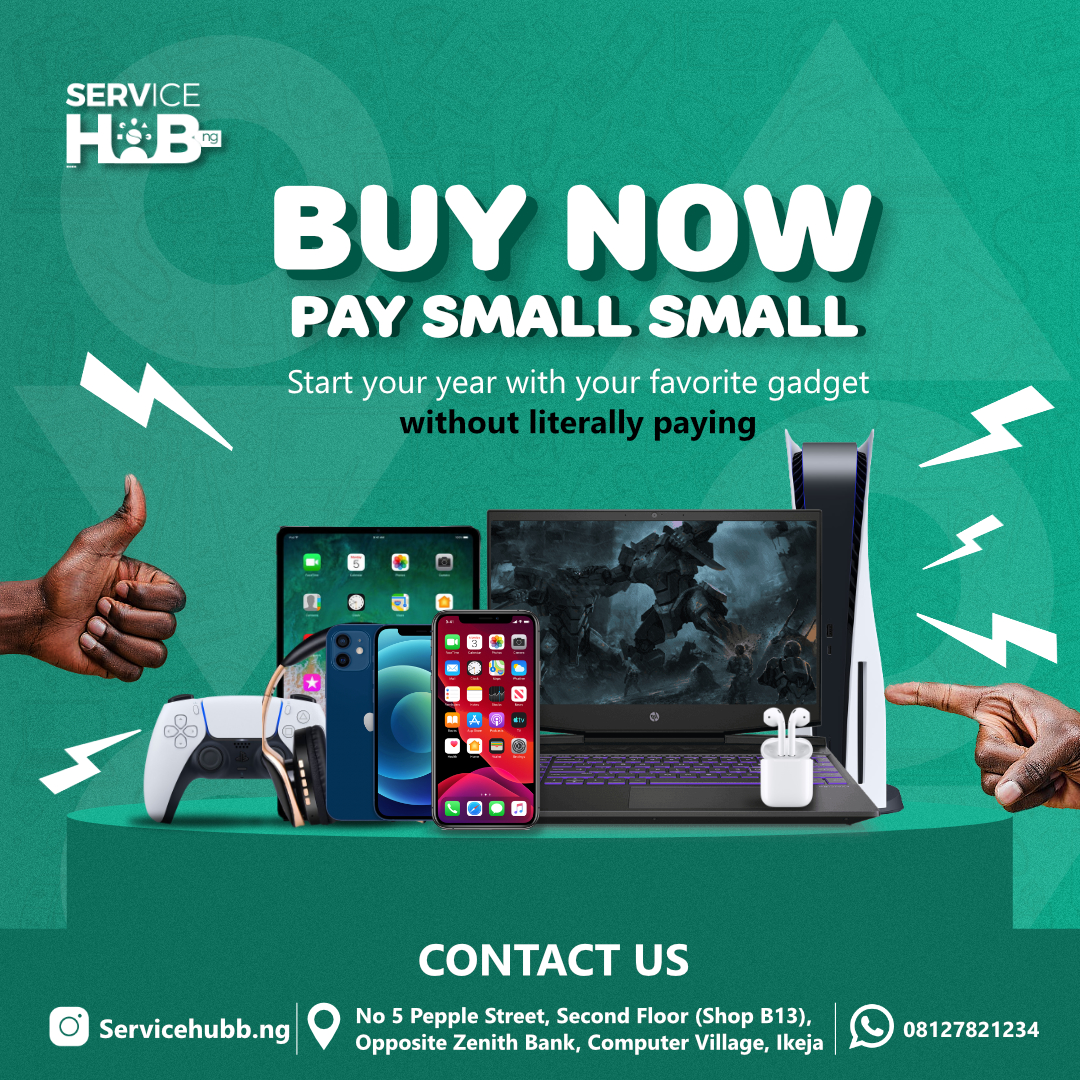 SERVICE
HUB.ng
BUY NOW
PAY SMALL SMALL
Start your year with your favorite gadget
without literally paying
CONTACT US
Servicehubb.ng
No 5 Pepple Street, Second Floor (Shop B13),
Opposite Zenith Bank, Computer Village, Ikeja
08127821234